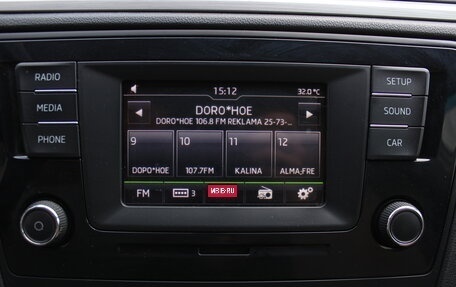 RADIO
MEDIA
PHONE
15:12
32.0°C
DORO*HOE
DORO*HOE 106.8 FM REKLAMA 25-73-...
9
10
11
12
DOPO*HOE
107.7FM
KALINA
ALMA,FRE
FM
3
SETUP
SOUND
CAR